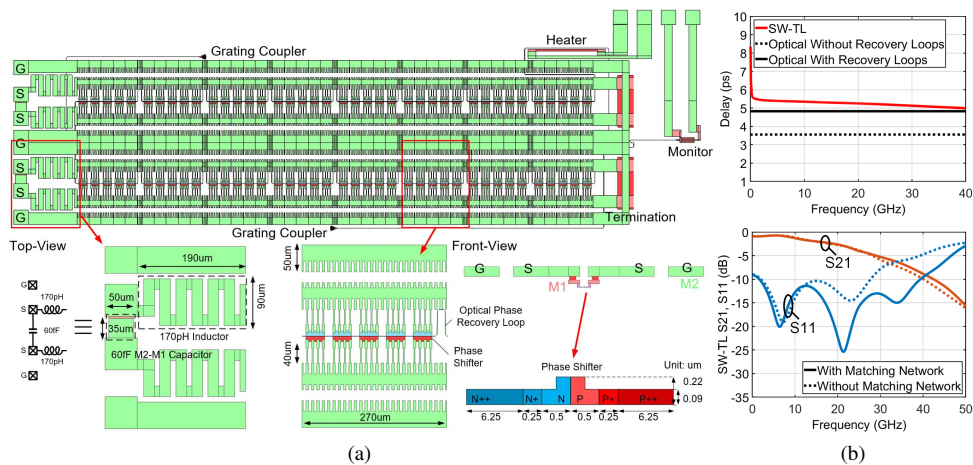 Grating Coupler
Heater
G
S
S
G
S
S
G
Monitor
Termination
Grating Coupler
Top-View
G
170pH
S
60fF
S
170pH
G
190um
50um
90um
35um
170pH Inductor
60fF M2-M1 Capacitor
Front-View
50um
40um
270um
Optical Phase
Recovery Loop
Phase
Shifter
G S S G
M1 M2
Phase Shifter
Unit: um
0.22
0.09
N++ N+ N P P+ P++
6.25 0.25 0.5 0.5 0.25 6.25
(a)
10
9
8
7
6
5
4
3
2
1
Delay (ps)
SW-TL
Optical Without Recovery Loops
Optical With Recovery Loops
0 10 20 30 40
Frequency (GHz)
0
-5
-10
-15
-20
-25
-30
-35
SW-TL S21, S11 (dB)
S21
S11
With Matching Network
Without Matching Network
0 10 20 30 40 50
Frequency (GHz)
(b)